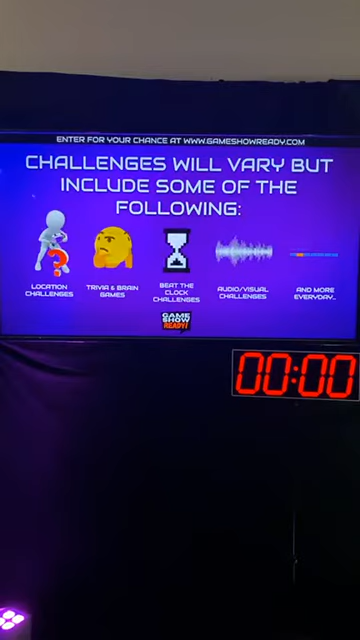 ENTER FOR YOUR CHANCE AT WWW.GAMESHOWREADY.COM
CHALLENGES WILL VARY BUT
INCLUDE SOME OF THE
FOLLOWING:
LOCATION
CHALLENGES
TRIVIA & BRAIN
GAMES
BEAT THE
CLOCK
CHALLENGES
AUDIO/VISUAL
CHALLENGES
AND MORE
EVERYDAY...
GAME
SHOW
READY!
00:00